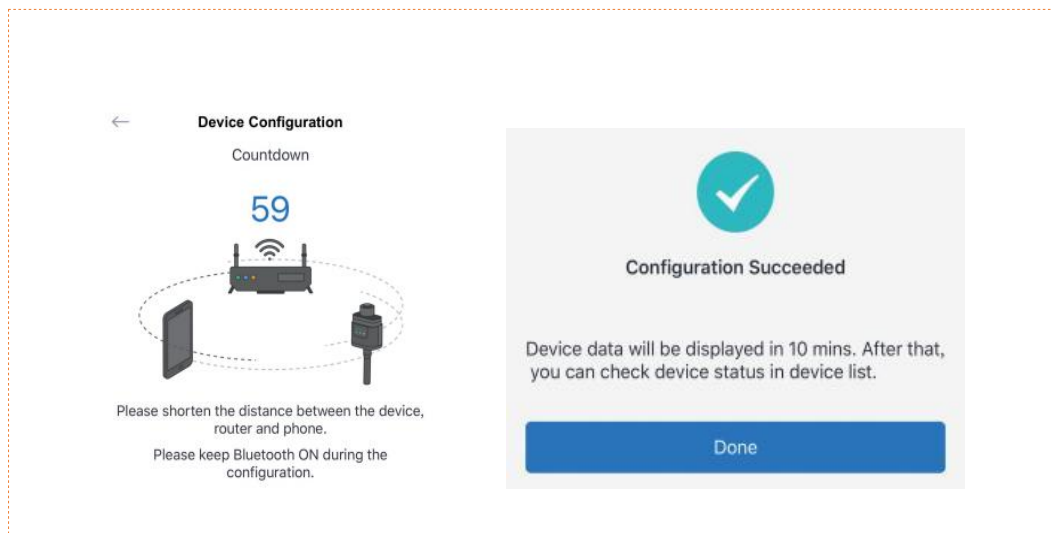 Device Configuration
Countdown
59
Please shorten the distance between the device,
router and phone.
Please keep Bluetooth ON during the
configuration.
Configuration Succeeded
Device data will be displayed in 10 mins. After that,
you can check device status in device list.
Done